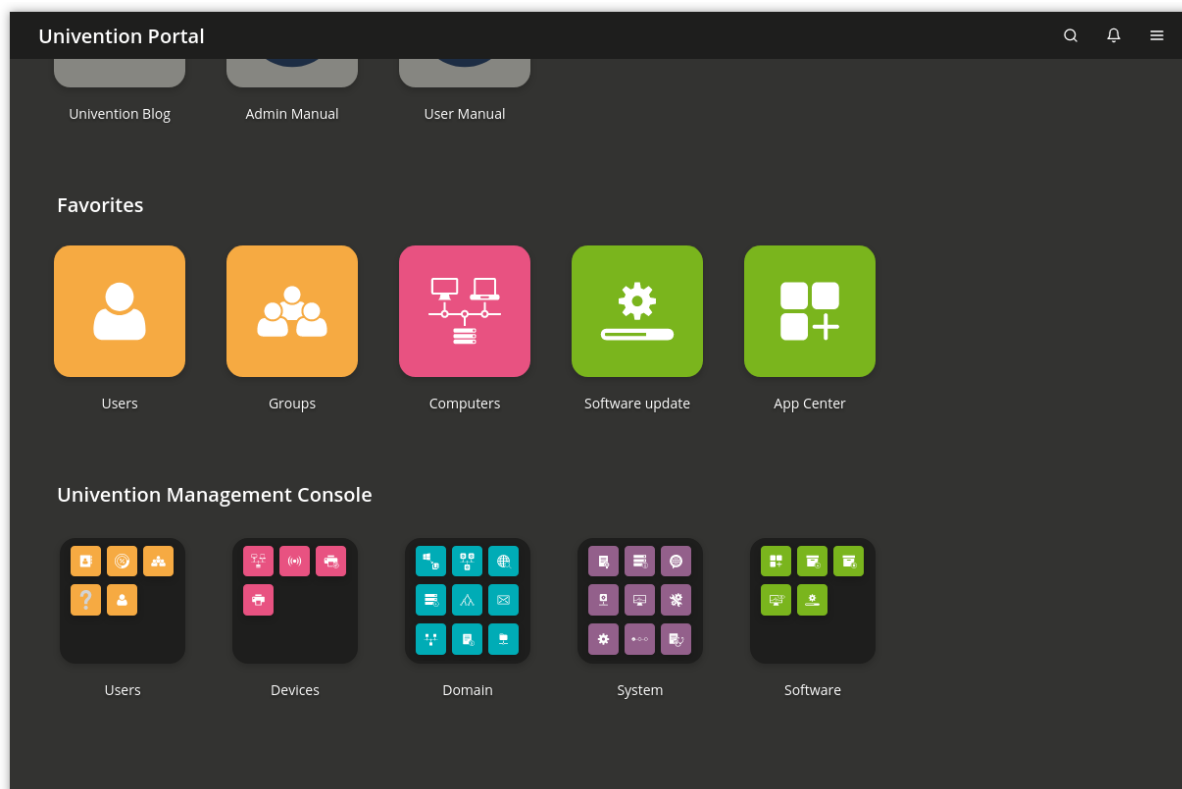 Univention Portal
Univention Blog
Admin Manual
User Manual
Favorites
Users
Groups
Computers
Software update
App Center
Univention Management Console
Users
Devices
Domain
System
Software